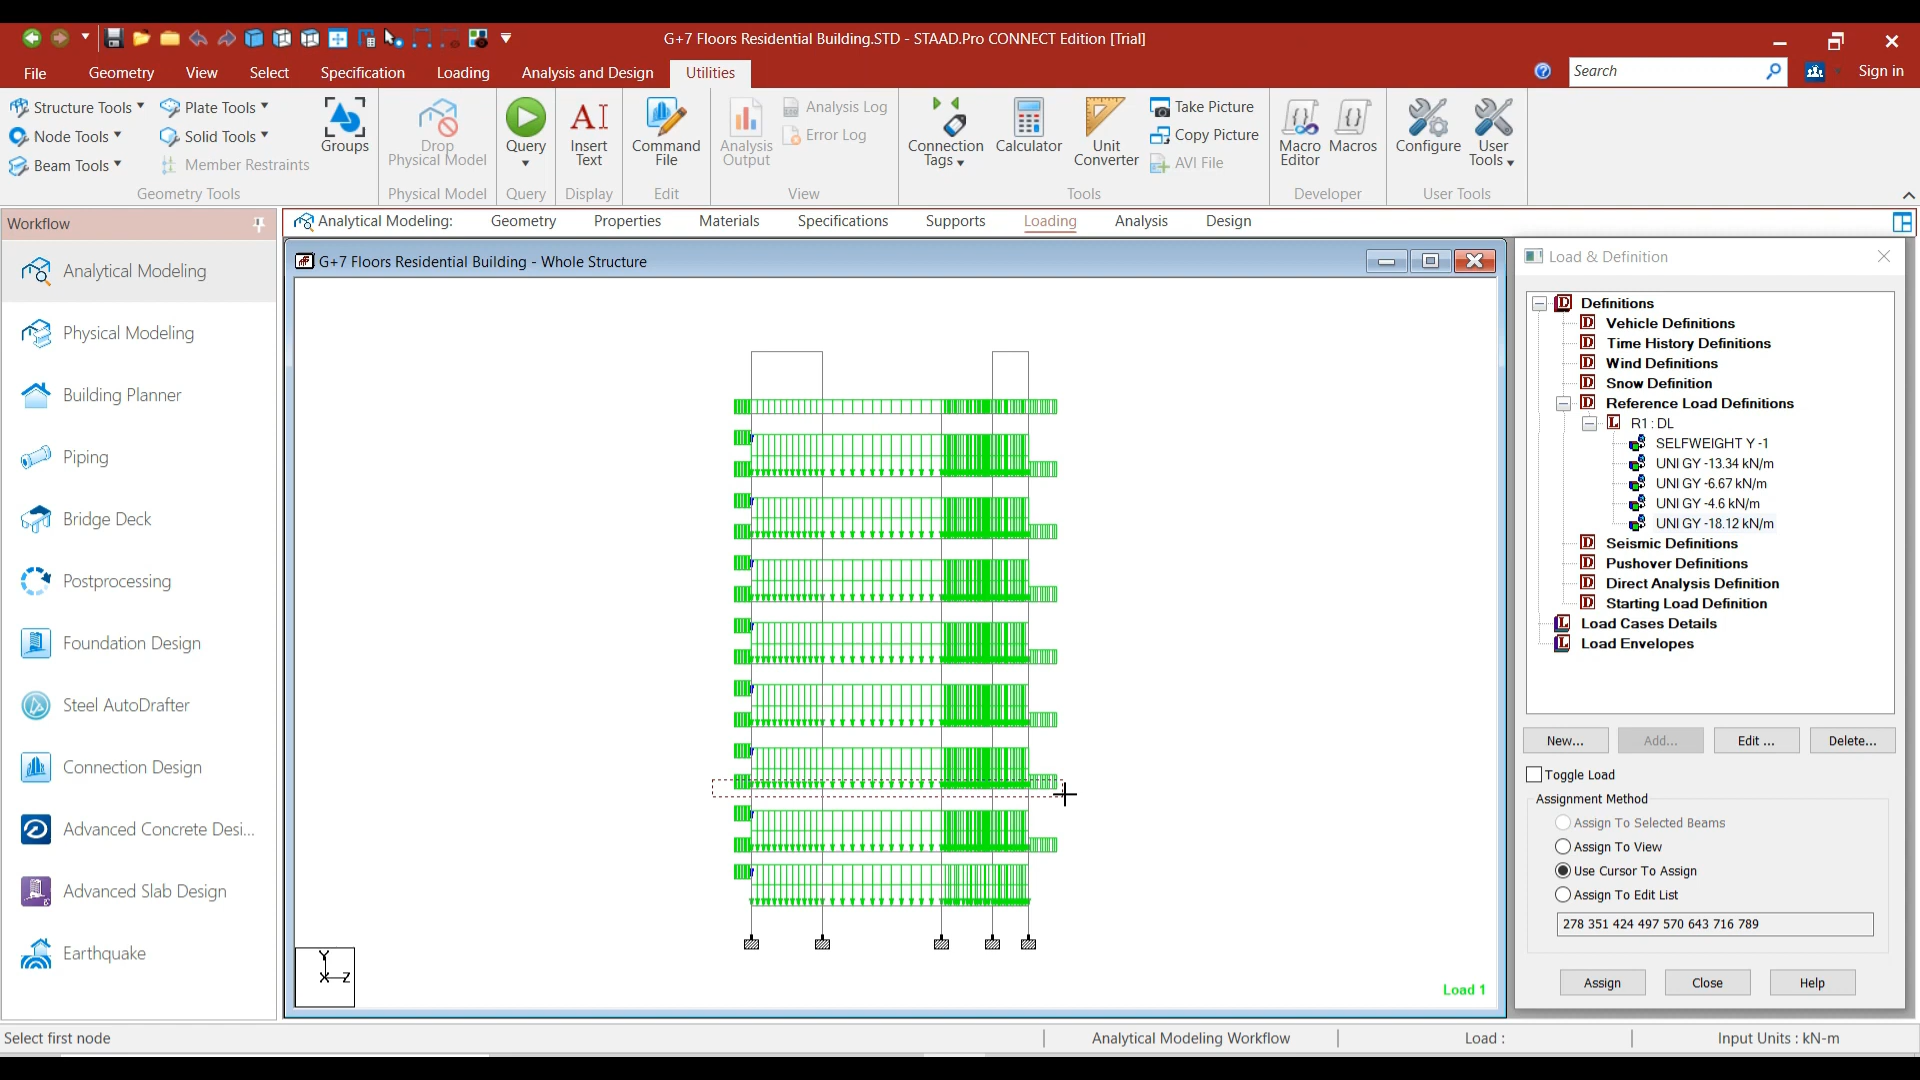 G+7 Floors Residential Building.STD - STAAD.Pro CONNECT Edition [Trial]
File Geometry View Select Specification Loading Analysis and Design Utilities Search Sign in
Structure Tools
Node Tools
Beam Tools
Plate Tools
Solid Tools
Member Restraints
Groups
Geometry Tools
Drop
Physical Model
Physical Model
Query
Query
Insert
Text
Display
Command
File
Edit
Analysis
Output
Analysis Log
Error Log
View
Connection
Tags
Calculator
Unit
Converter
Take Picture
Copy Picture
AVI File
Tools
Macro
Editor
Macros
Developer
Configure
User
Tools
User Tools
Workflow
Analytical Modeling: Geometry Properties Materials Specifications Supports Loading Analysis Design
Analytical Modeling
Physical Modeling
Building Planner
Piping
Bridge Deck
Postprocessing
Foundation Design
Steel AutoDrafter
Connection Design
Advanced Concrete Desi...
Advanced Slab Design
Earthquake
G+7 Floors Residential Building - Whole Structure
Y
X
Z
Load 1
Load & Definition
Definitions
Vehicle Definitions
Time History Definitions
Wind Definitions
Snow Definition
Reference Load Definitions
R1 : DL
SELFWEIGHT Y -1
UNI GY -13.34 kN/m
UNI GY -6.67 kN/m
UNI GY -4.6 kN/m
UNI GY -18.12 kN/m
Seismic Definitions
Pushover Definitions
Direct Analysis Definition
Starting Load Definition
Load Cases Details
Load Envelopes
New... Add... Edit ... Delete...
Toggle Load
Assignment Method
Assign To Selected Beams
Assign To View
Use Cursor To Assign
Assign To Edit List
278 351 424 497 570 643 716 789
Assign Close Help
Select first node
Analytical Modeling Workflow
Load :
Input Units : kN-m